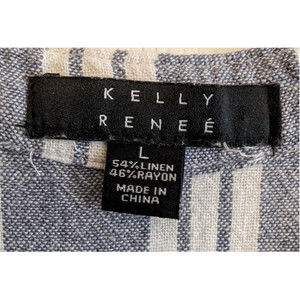 KELLY
RENEÉ
L
54% LINEN
46% RAYON
MADE IN
CHINA